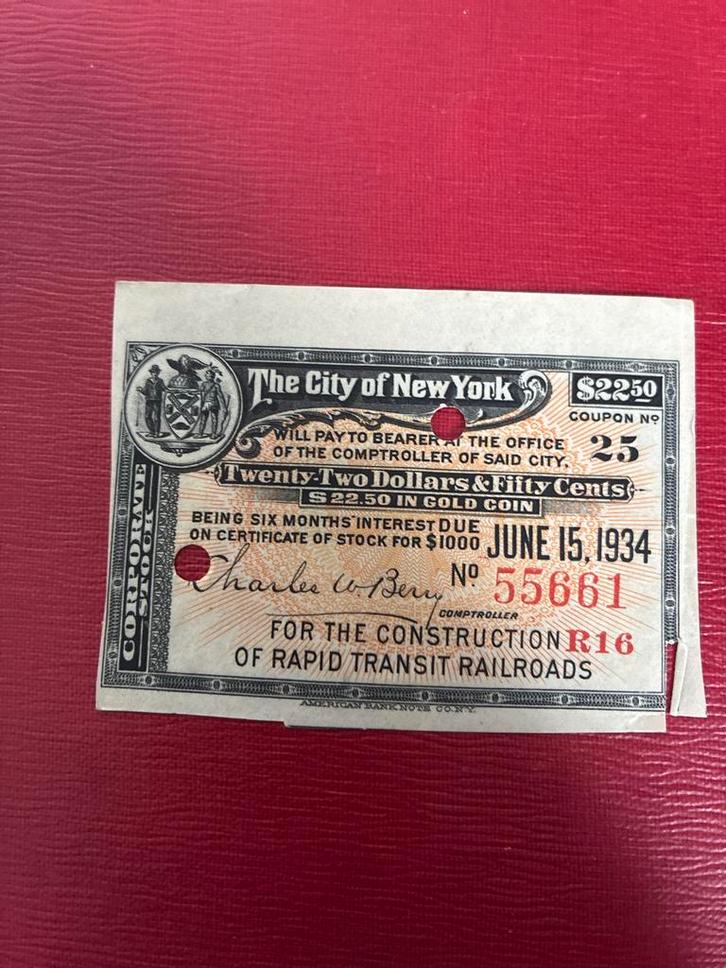 The City of New York
$22.50
COUPON No
25
WILL PAY TO BEARER AT THE OFFICE
OF THE COMPTROLLER OF SAID CITY,
Twenty-Two Dollars & Fifty Cents
$22.50 IN GOLD COIN
BEING SIX MONTHS' INTEREST DUE
ON CERTIFICATE OF STOCK FOR $1000
JUNE 15, 1934
No 55661
Charles W. Berry
COMPTROLLER
FOR THE CONSTRUCTION R16
OF RAPID TRANSIT RAILROADS
CORPORATE
STOCK
AMERICAN BANK NOTE CO. N.Y.